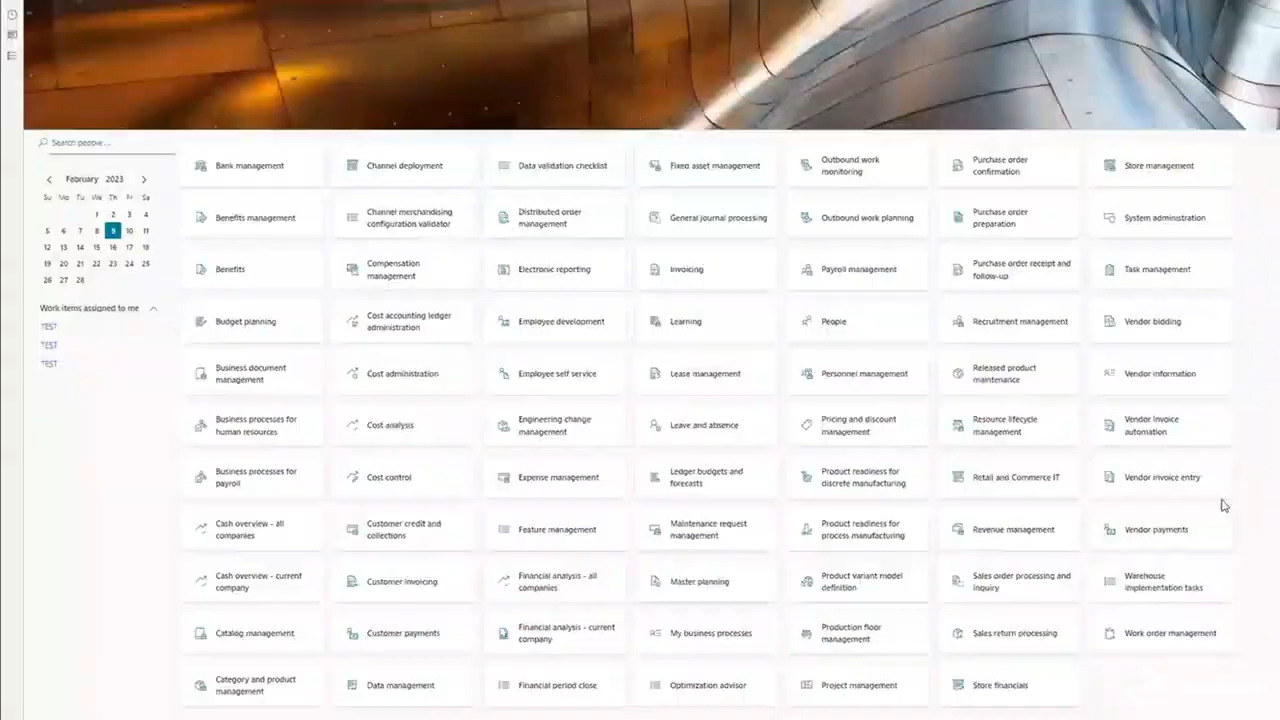 Search people ...
February 2023
Su Mo Tu We Th Fr Sa
1 2 3 4
5 6 7 8 9 10 11
12 13 14 15 16 17 18
19 20 21 22 23 24 25
26 27 28
Work items assigned to me
TEST
TEST
TEST
Bank management
Benefits management
Benefits
Budget planning
Business document
management
Business processes for
human resources
Business processes for
payroll
Cash overview - all
companies
Cash overview - current
company
Catalog management
Category and product
management
Channel deployment
Channel merchandising
configuration validator
Compensation
management
Cost accounting ledger
administration
Cost administration
Cost analysis
Cost control
Customer credit and
collections
Customer invoicing
Customer payments
Data management
Data validation checklist
Distributed order
management
Electronic reporting
Employee development
Employee self service
Engineering change
management
Expense management
Feature management
Financial analysis - all
companies
Financial analysis - current
company
Financial period close
Fixed asset management
General journal processing
Invoicing
Learning
Lease management
Leave and absence
Ledger budgets and
forecasts
Maintenance request
management
Master planning
My business processes
Optimization advisor
Outbound work
monitoring
Outbound work planning
Payroll management
People
Personnel management
Pricing and discount
management
Product readiness for
discrete manufacturing
Product readiness for
process manufacturing
Product variant model
definition
Production floor
management
Project management
Purchase order
confirmation
Purchase order
preparation
Purchase order receipt and
follow-up
Recruitment management
Released product
maintenance
Resource lifecycle
management
Retail and Commerce IT
Revenue management
Sales order processing and
inquiry
Sales return processing
Store financials
Store management
System administration
Task management
Vendor bidding
Vendor information
Vendor invoice
automation
Vendor invoice entry
Vendor payments
Warehouse
implementation tasks
Work order management